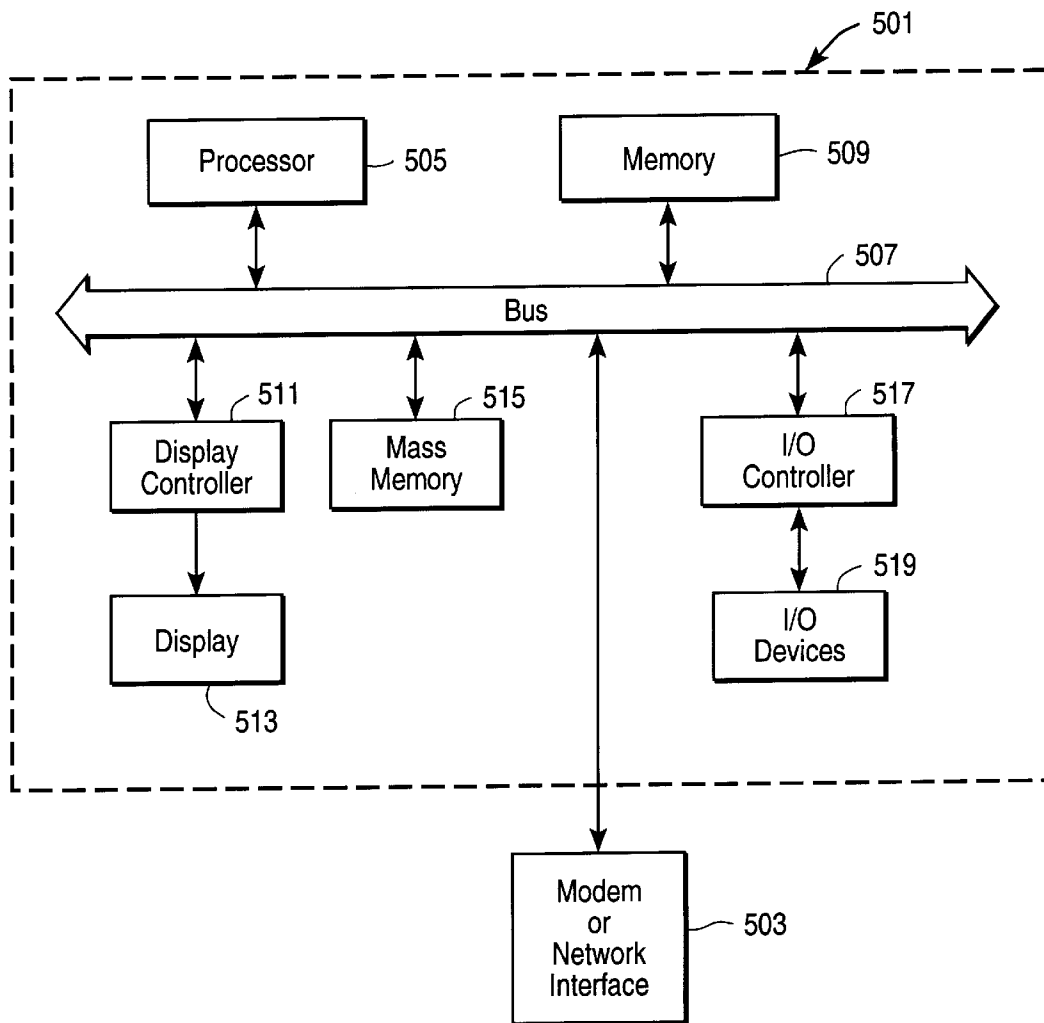 501
Processor
505
Memory
509
507
Bus
511
Display
Controller
515
Mass
Memory
517
I/O
Controller
519
I/O
Devices
Display
513
Modem
or
Network
Interface
503